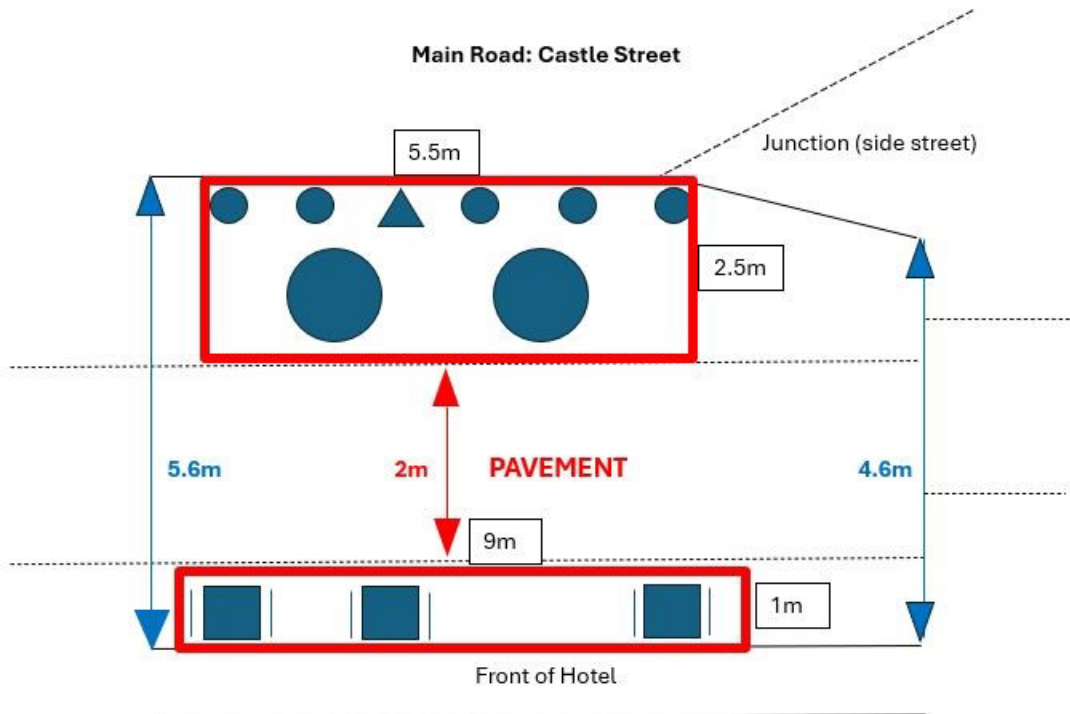 Main Road: Castle Street
Junction (side street)
5.5m
2.5m
5.6m
2m
PAVEMENT
4.6m
9m
1m
Front of Hotel